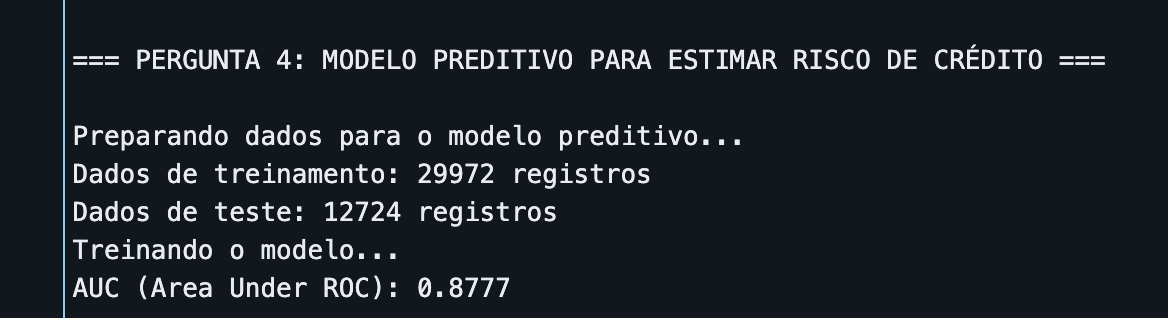 === PERGUNTA 4: MODELO PREDITIVO PARA ESTIMAR RISCO DE CRÉDITO ===
Preparando dados para o modelo preditivo...
Dados de treinamento: 29972 registros
Dados de teste: 12724 registros
Treinando o modelo...
AUC (Area Under ROC): 0.8777